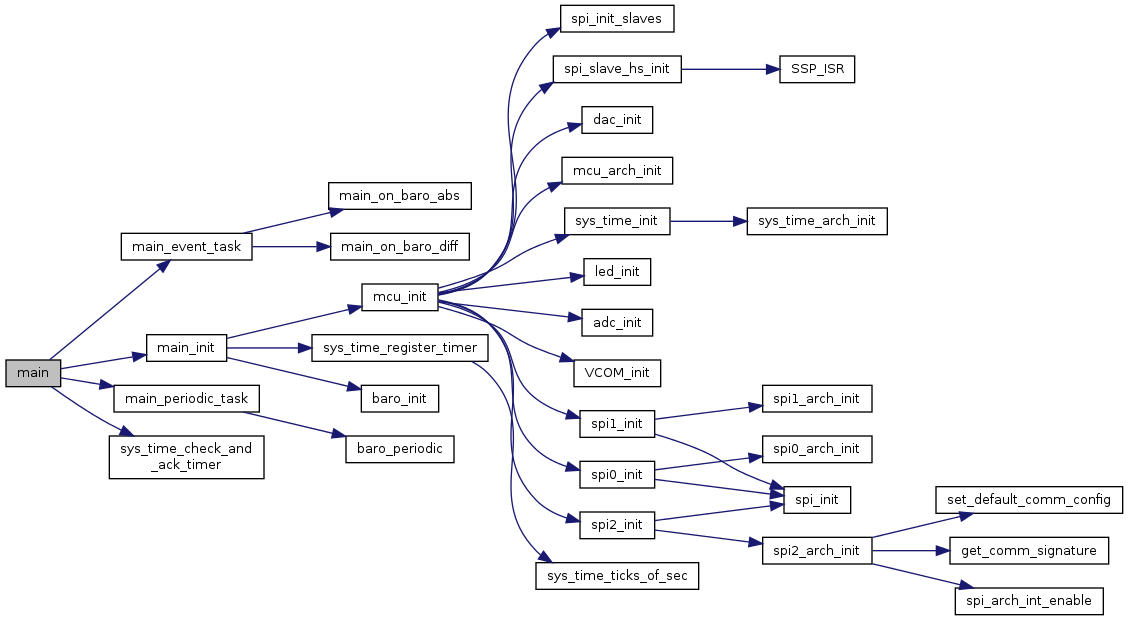 spi_init_slaves
spi_slave_hs_init
SSP_ISR
dac_init
mcu_arch_init
main_on_baro_abs
sys_time_init
sys_time_arch_init
main_event_task
main_on_baro_diff
led_init
mcu_init
adc_init
main_init
sys_time_register_timer
main
VCOM_init
main_periodic_task
baro_init
spi1_arch_init
spi1_init
sys_time_check_and
_ack_timer
baro_periodic
spi0_arch_init
spi0_init
spi_init
set_default_comm_config
spi2_init
spi2_arch_init
get_comm_signature
sys_time_ticks_of_sec
spi_arch_int_enable